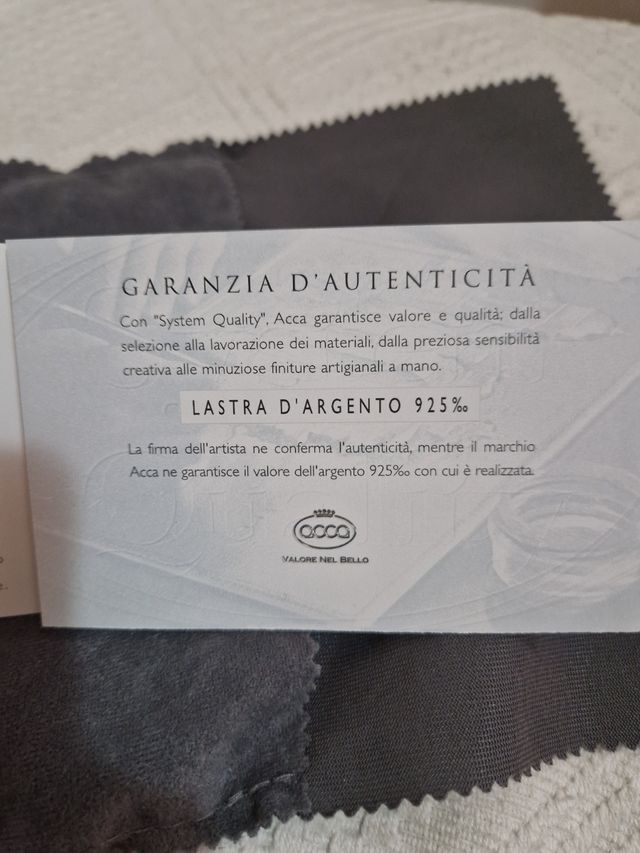 GARANZIA D'AUTENTICITÀ
Con "System Quality", Acca garantisce valore e qualità; dalla
selezione alla lavorazione dei materiali, dalla preziosa sensibilità
creativa alle minuziose finiture artigianali a mano.
LASTRA D'ARGENTO 925‰
La firma dell'artista ne conferma l'autenticità, mentre il marchio
Acca ne garantisce il valore dell'argento 925‰ con cui è realizzata.
acca
VALORE NEL BELLO